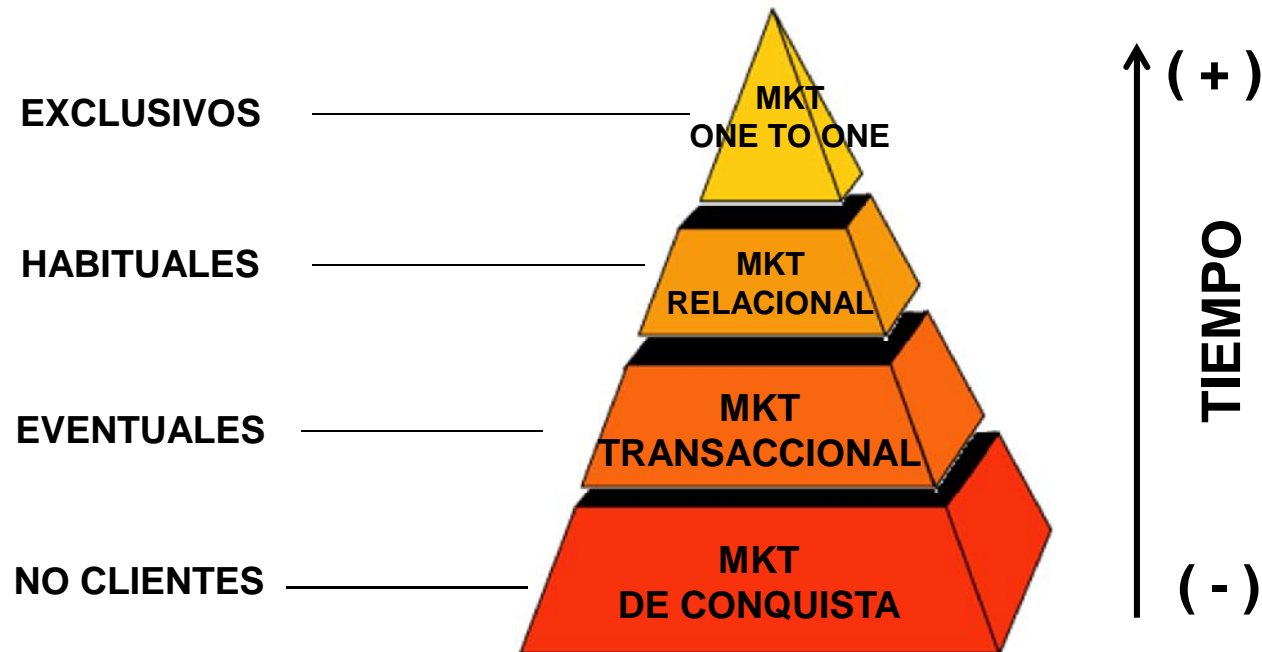 ( + )
EXCLUSIVOS
MKT
ONE TO ONE
HABITUALES
MKT
RELACIONAL
TIEMPO
EVENTUALES
MKT
TRANSACCIONAL
NO CLIENTES
MKT
DE CONQUISTA
( - )